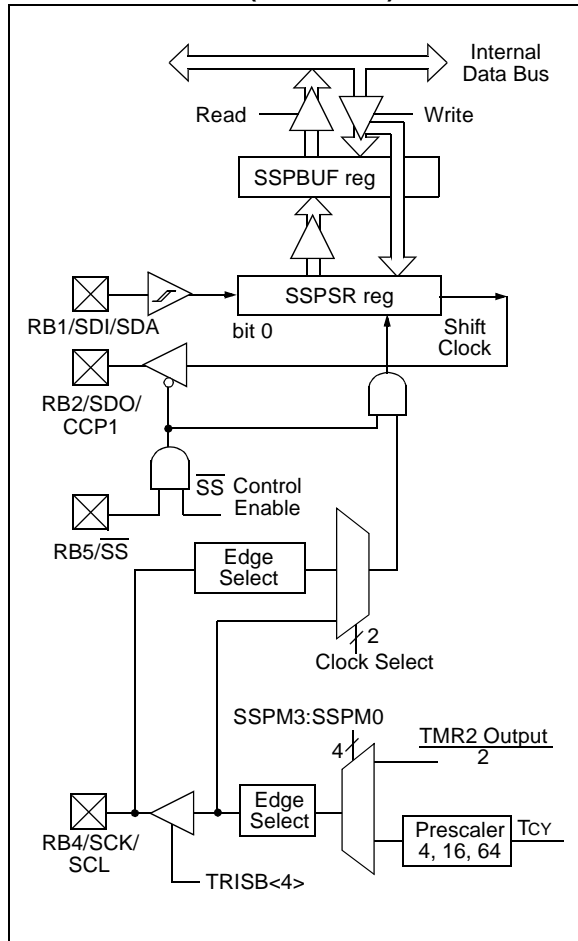 Internal
Data Bus
Read
Write
SSPBUF reg
SSPSR reg
RB1/SDI/SDA
bit 0
Shift
Clock
RB2/SDO/
CCP1
SS Control
Enable
RB5/SS
Edge
Select
2
Clock Select
SSPM3:SSPM0
4
TMR2 Output
2
Edge
Select
Prescaler
4, 16, 64
TCY
RB4/SCK/
SCL
TRISB<4>